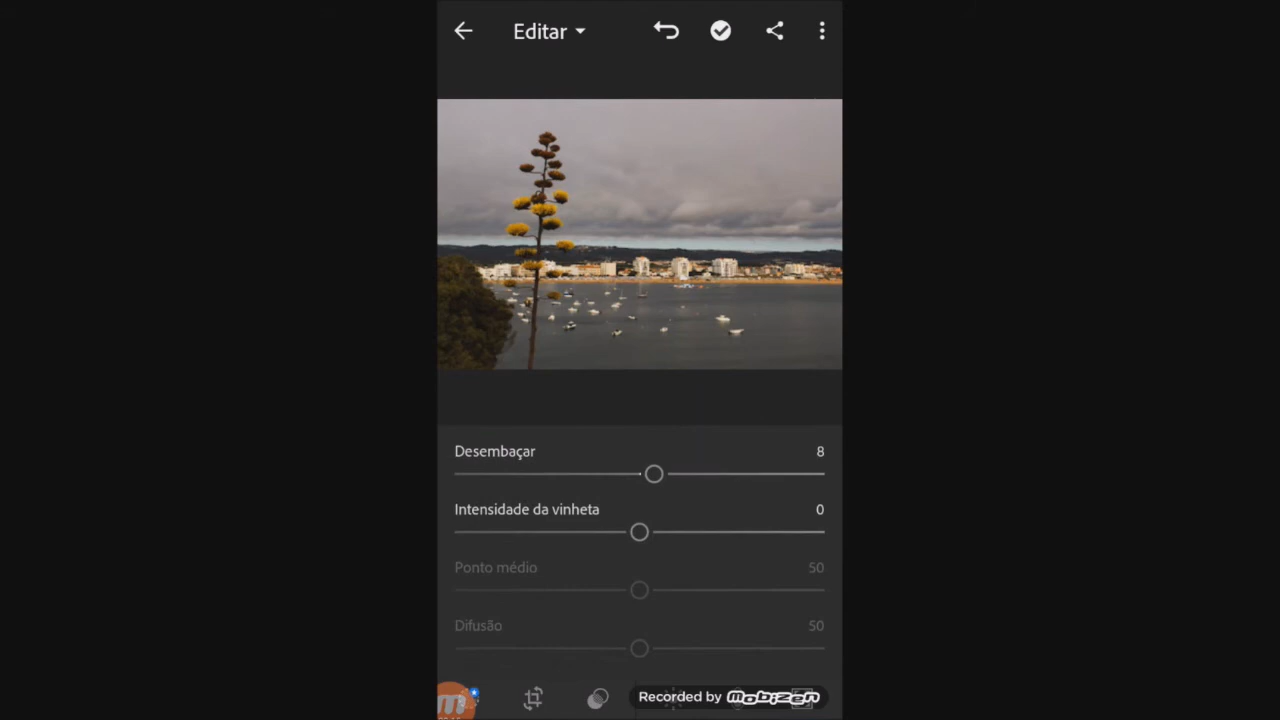 Editar
Desembaçar 8
Intensidade da vinheta 0
Ponto médio 50
Difusão 50
Recorded by mobizen